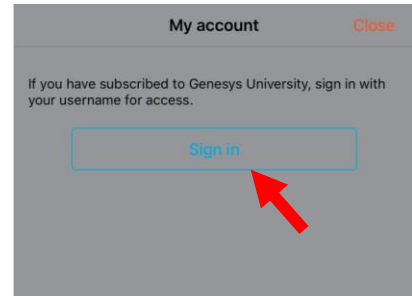 My account Close
If you have subscribed to Genesys University, sign in with
your username for access.
Sign in